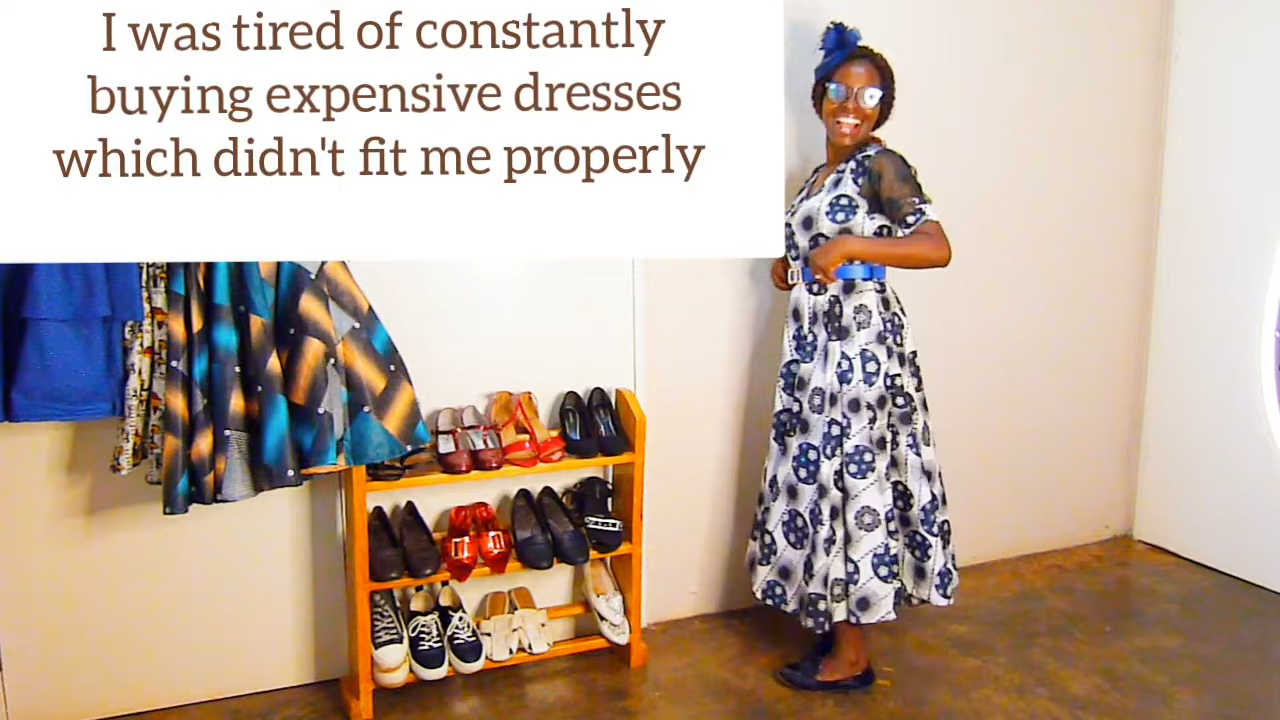 I was tired of constantly
buying expensive dresses
which didn't fit me properly